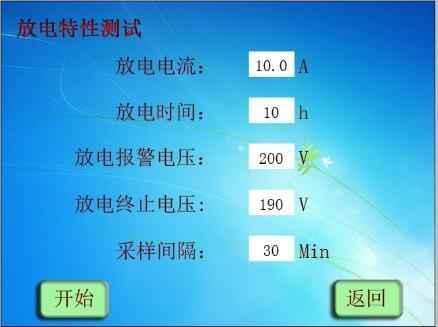 放电特性测试
放电电流： 10.0 A
放电时间： 10 h
放电报警电压： 200 V
放电终止电压： 190 V
采样间隔： 30 Min
开始 返回